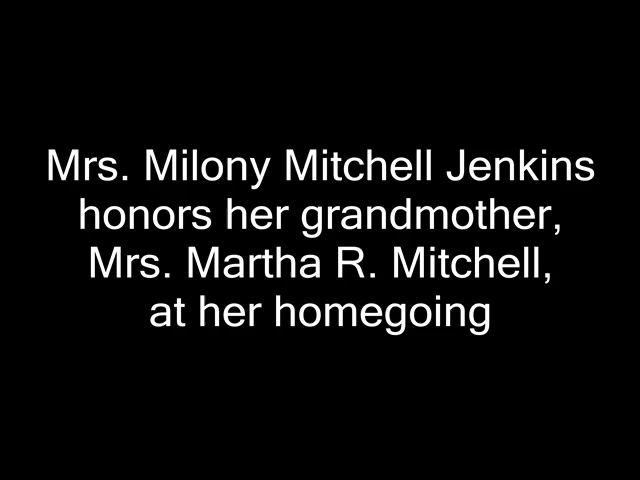 Mrs. Milony Mitchell Jenkins
honors her grandmother,
Mrs. Martha R. Mitchell,
at her homegoing